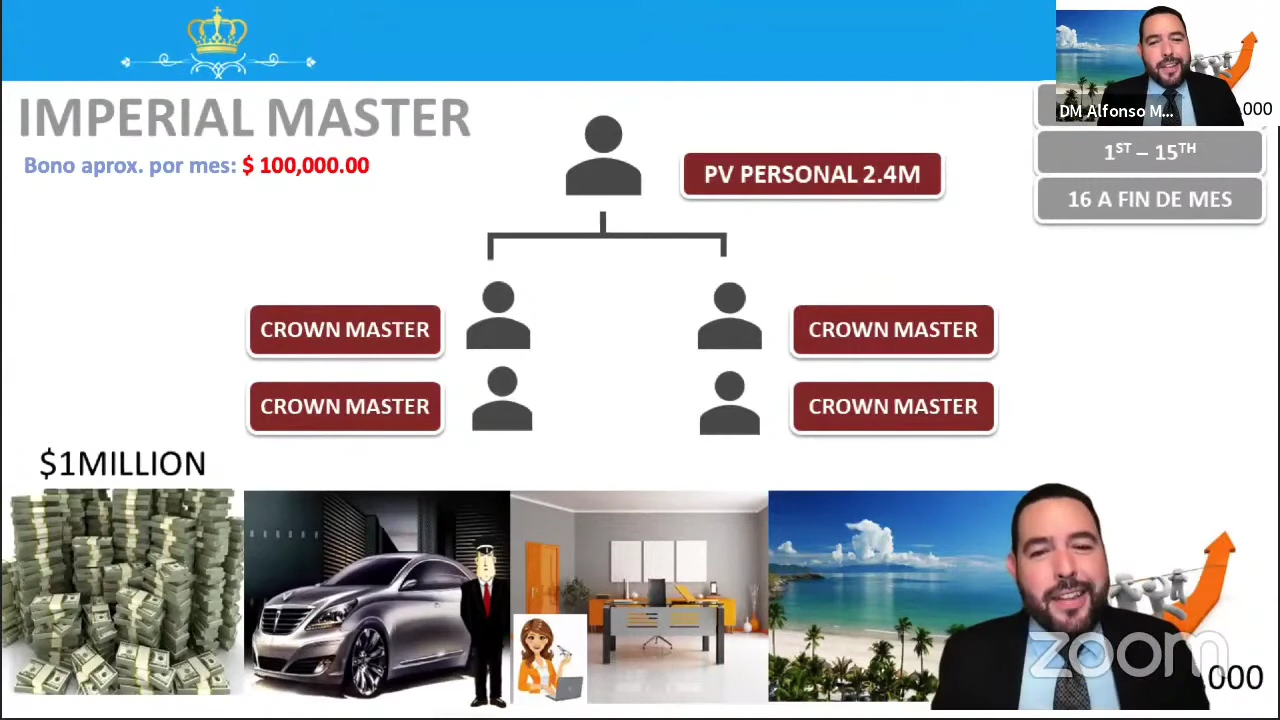 IMPERIAL MASTER
Bono aprox. por mes: $ 100,000.00
PV PERSONAL 2.4M
DM Alfonso M...
,000
1ST – 15TH
16 A FIN DE MES
CROWN MASTER
CROWN MASTER
CROWN MASTER
CROWN MASTER
$1MILLION
zoom
,000